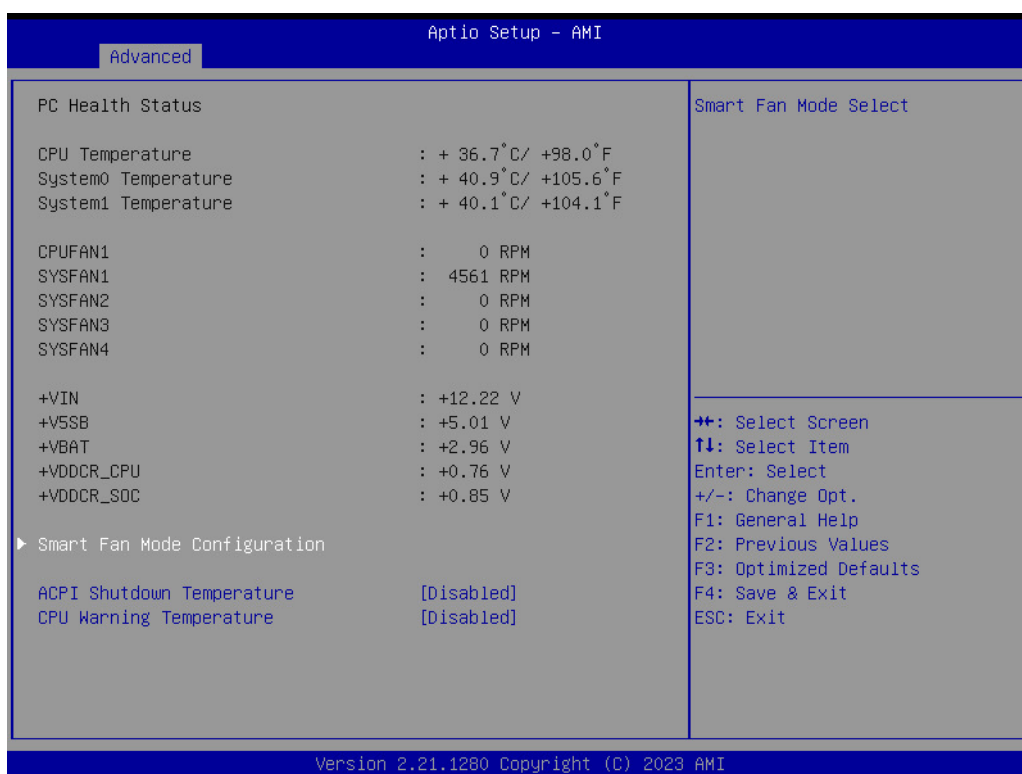 Aptio Setup - AMI
Advanced
PC Health Status
CPU Temperature : + 36.7°C/ +98.0°F
System0 Temperature : + 40.9°C/ +105.6°F
System1 Temperature : + 40.1°C/ +104.1°F
CPUFAN1 : 0 RPM
SYSFAN1 : 4561 RPM
SYSFAN2 : 0 RPM
SYSFAN3 : 0 RPM
SYSFAN4 : 0 RPM
+VIN : +12.22 V
+V5SB : +5.01 V
+VBAT : +2.96 V
+VDDCR_CPU : +0.76 V
+VDDCR_SOC : +0.85 V
▶ Smart Fan Mode Configuration
ACPI Shutdown Temperature [Disabled]
CPU Warning Temperature [Disabled]
Smart Fan Mode Select
→←: Select Screen
↑↓: Select Item
Enter: Select
+/-: Change Opt.
F1: General Help
F2: Previous Values
F3: Optimized Defaults
F4: Save & Exit
ESC: Exit
Version 2.21.1280 Copyright (C) 2023 AMI